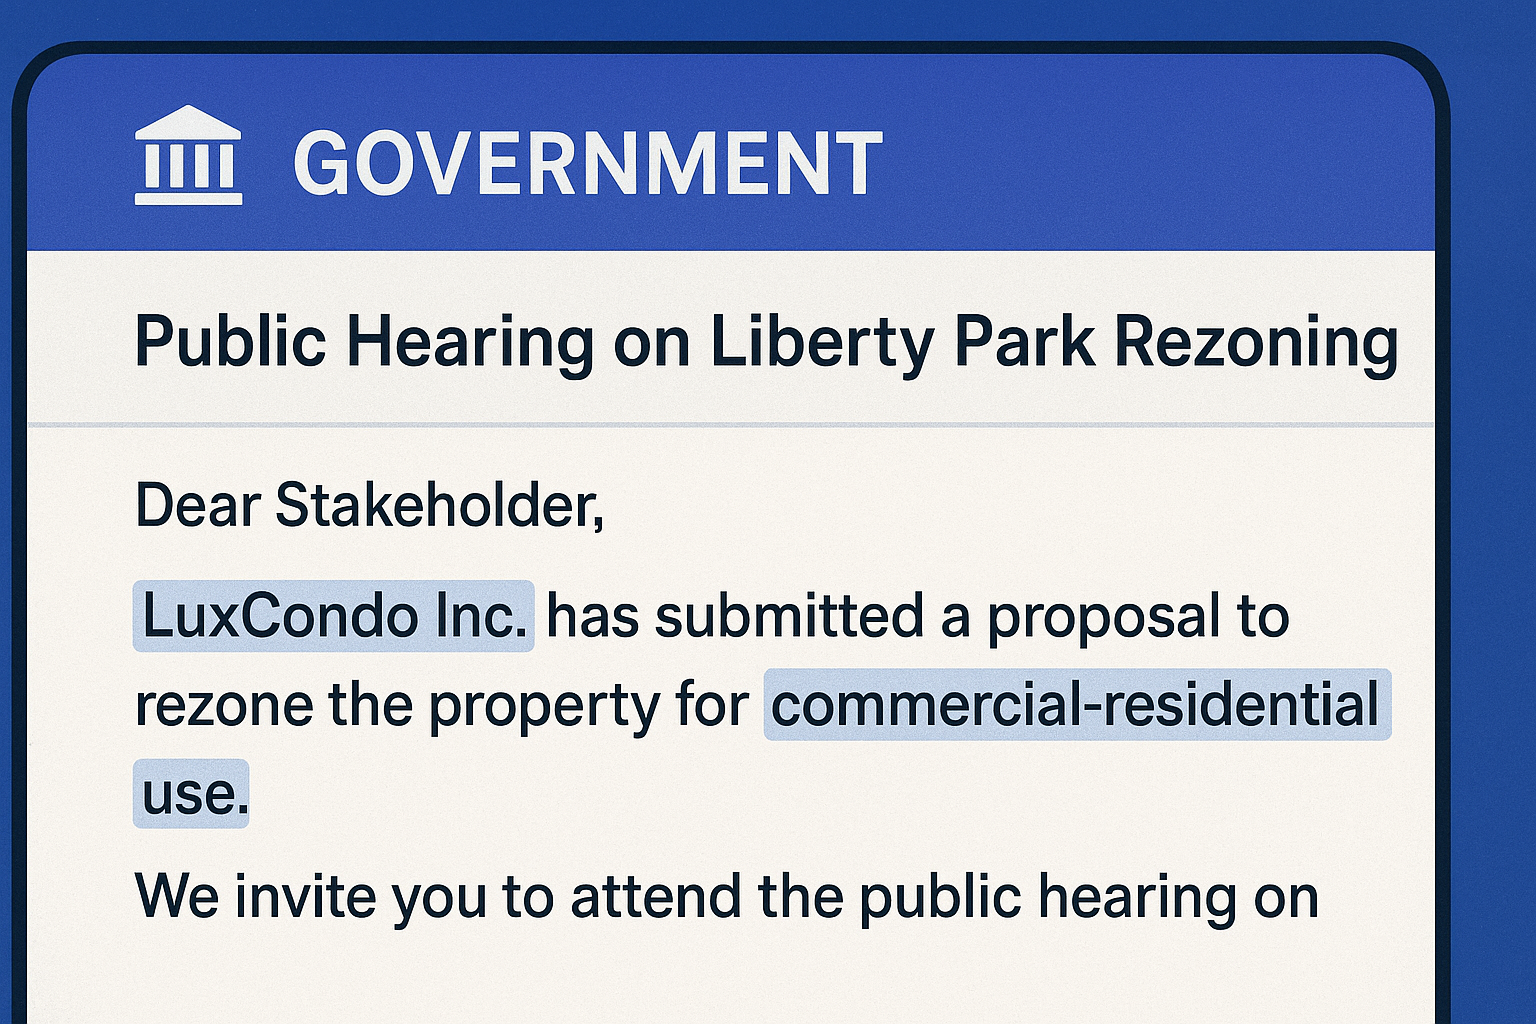 GOVERNMENT
Public Hearing on Liberty Park Rezoning
Dear Stakeholder,
LuxCondo Inc. has submitted a proposal to
rezone the property for commercial-residential
use.
We invite you to attend the public hearing on